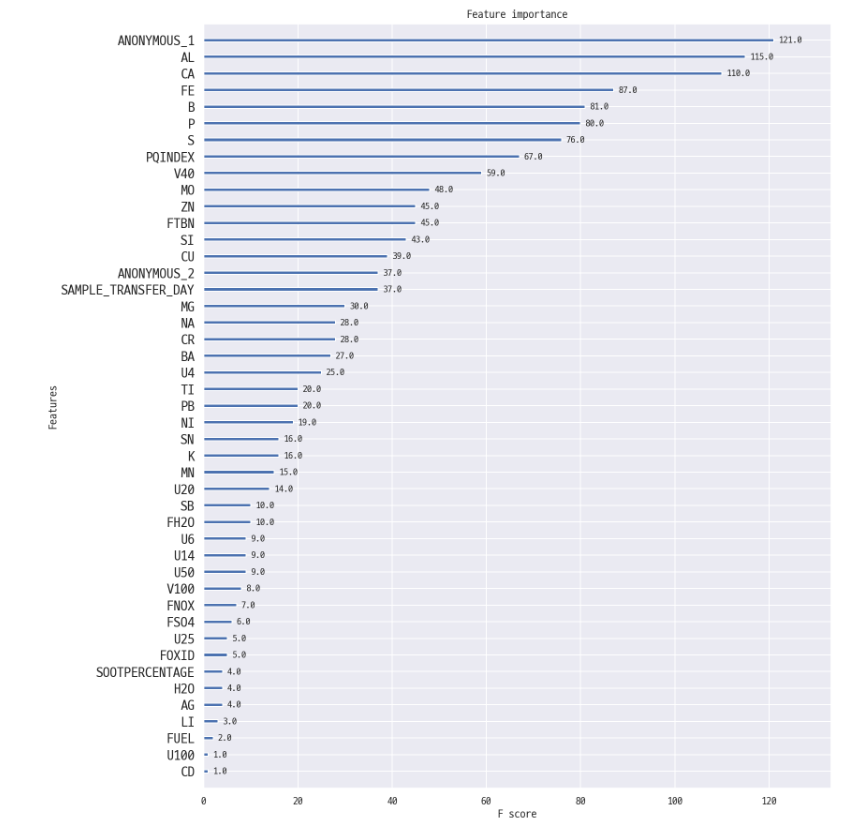 Feature importance
ANONYMOUS_1 121.0
AL 115.0
CA 110.0
FE 87.0
B 81.0
P 80.0
S 76.0
PQINDEX 67.0
V40 59.0
MO 48.0
ZN 45.0
FTBN 45.0
SI 43.0
CU 39.0
ANONYMOUS_2 37.0
SAMPLE_TRANSFER_DAY 37.0
MG 30.0
NA 28.0
CR 28.0
BA 27.0
U4 25.0
TI 20.0
PB 20.0
NI 19.0
SN 16.0
K 16.0
MN 15.0
U20 14.0
SB 10.0
FH2O 10.0
U6 9.0
U14 9.0
U50 9.0
V100 8.0
FNOX 7.0
FSO4 6.0
U25 5.0
FOXID 5.0
SOOTPERCENTAGE 4.0
H2O 4.0
AG 4.0
LI 3.0
FUEL 2.0
U100 1.0
CD 1.0
Features
0 20 40 60 80 100 120
F score